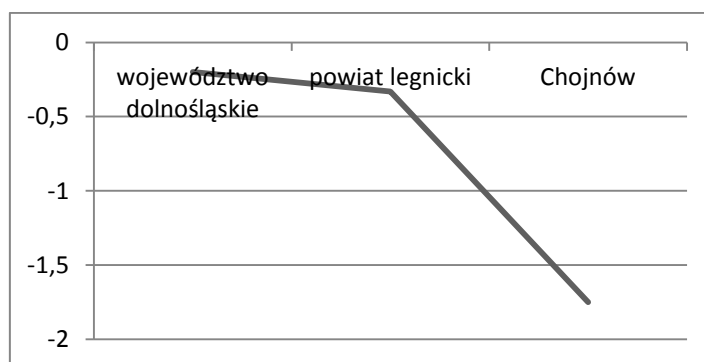 0
województwo
dolnośląskie
powiat legnicki
Chojnów
-0,5
-1
-1,5
-2